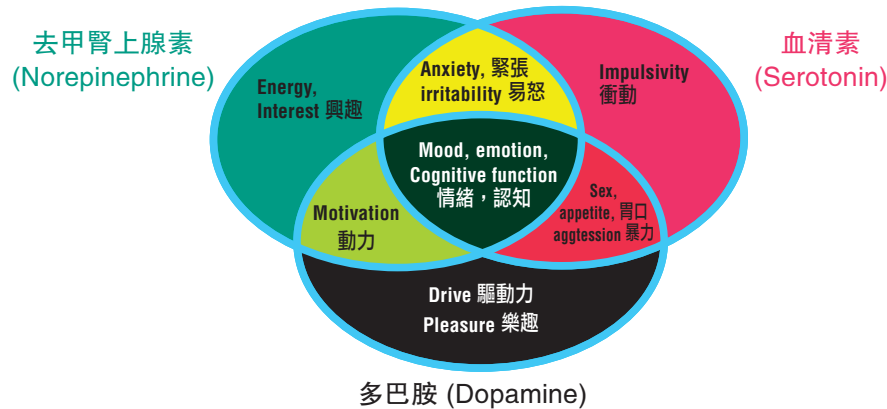 去甲腎上腺素
(Norepinephrine)
血清素
(Serotonin)
Energy,
Interest 興趣
Anxiety, 緊張
irritability 易怒
Impulsivity
衝動
Mood, emotion,
Cognitive function
情緒，認知
Motivation
動力
Sex,
appetite, 胃口
aggtession 暴力
Drive 驅動力
Pleasure 樂趣
多巴胺 (Dopamine)